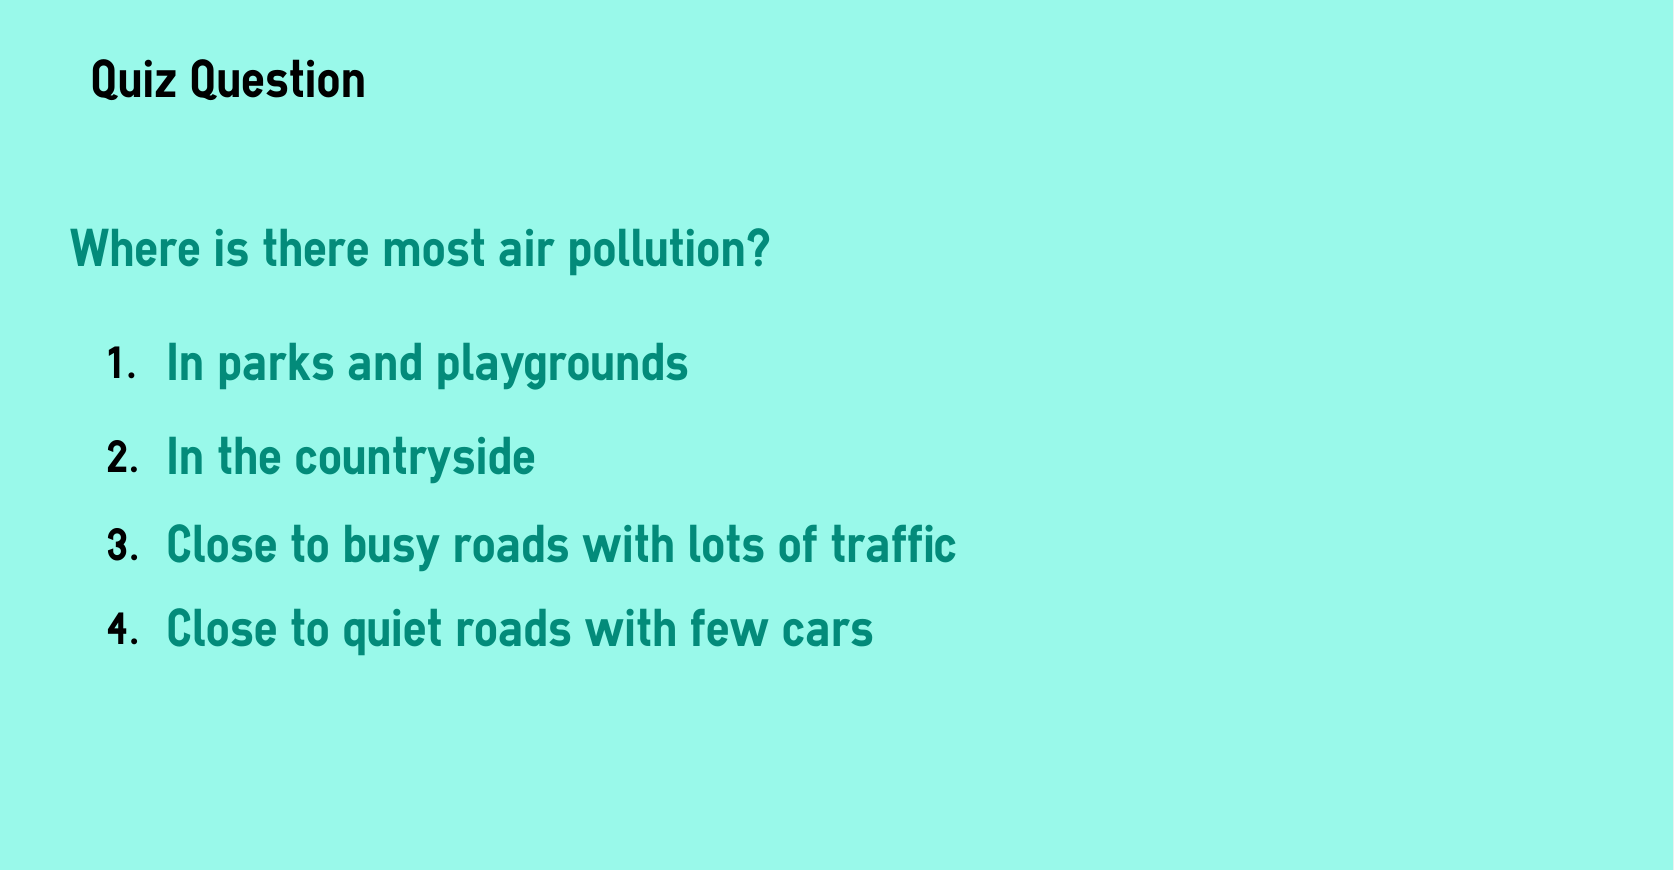 Quiz Question
Where is there most air pollution?
1. In parks and playgrounds
2. In the countryside
3. Close to busy roads with lots of traffic
4. Close to quiet roads with few cars